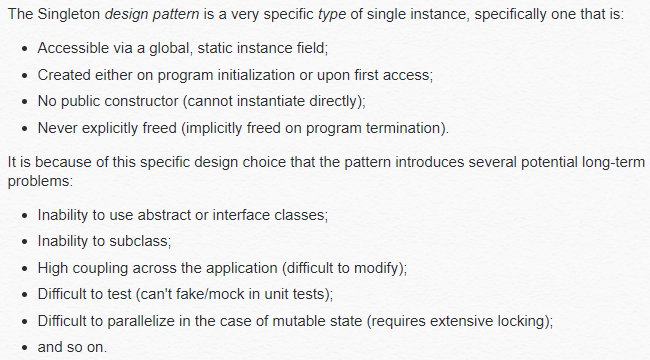 The Singleton design pattern is a very specific type of single instance, specifically one that is:
• Accessible via a global, static instance field;
• Created either on program initialization or upon first access;
• No public constructor (cannot instantiate directly);
• Never explicitly freed (implicitly freed on program termination).
It is because of this specific design choice that the pattern introduces several potential long-term
problems:
• Inability to use abstract or interface classes;
• Inability to subclass;
• High coupling across the application (difficult to modify);
• Difficult to test (can't fake/mock in unit tests);
• Difficult to parallelize in the case of mutable state (requires extensive locking);
• and so on.